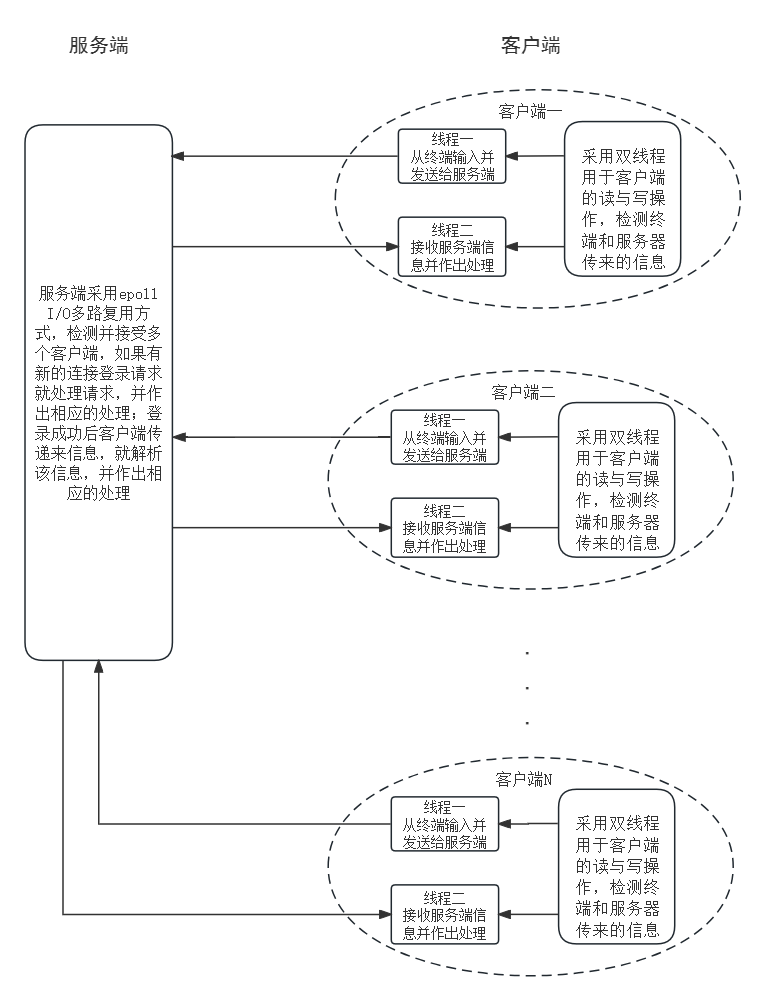 服务端
客户端
服务端采用epoll
I/O多路复用方
式，检测并接受多
个客户端，如果有
新的连接登录请求
就处理请求，并作
出相应的处理；登
录成功后客户端传
递来信息，就解析
该信息，并作出相
应的处理
客户端一
线程一
从终端输入并
发送给服务端
线程二
接收服务端信
息并作出处理
采用双线程
用于客户端
的读与写操
作，检测终
端和服务器
传来的信息
客户端二
线程一
从终端输入并
发送给服务端
线程二
接收服务端信
息并作出处理
采用双线程
用于客户端
的读与写操
作，检测终
端和服务器
传来的信息
.
.
.
客户端N
线程一
从终端输入并
发送给服务端
线程二
接收服务端信
息并作出处理
采用双线程
用于客户端
的读与写操
作，检测终
端和服务器
传来的信息